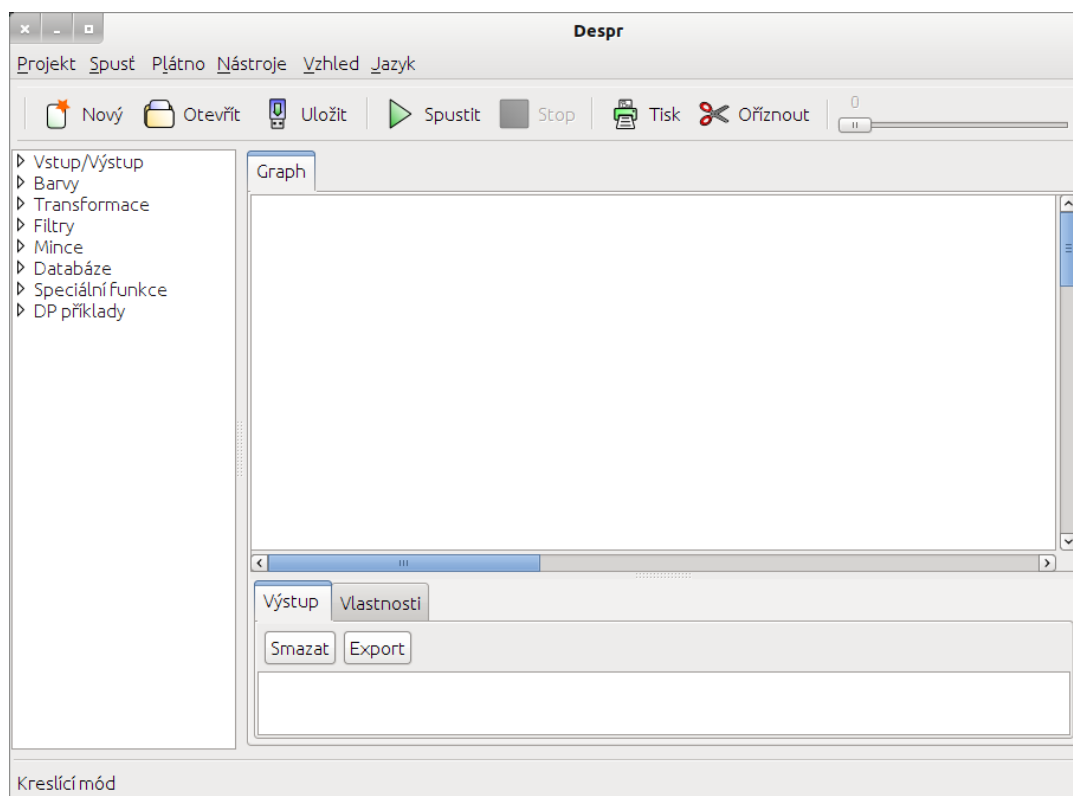 Despr
Projekt Spusť Plátno Nástroje Vzhled Jazyk
Nový Otevřít Uložit Spustit Stop Tisk Oříznout 0
Vstup/Výstup
Barvy
Transformace
Filtry
Mince
Databáze
Speciální funkce
DP příklady
Graph
Výstup Vlastnosti
Smazat Export
Kreslící mód